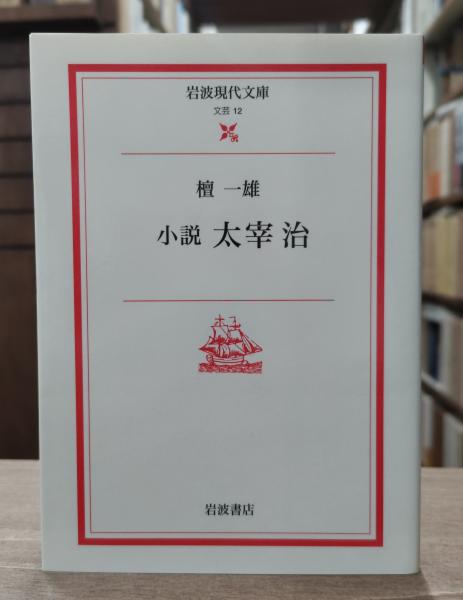 岩波現代文庫
文芸 12
檀 一雄
小説 太宰 治
岩波書店